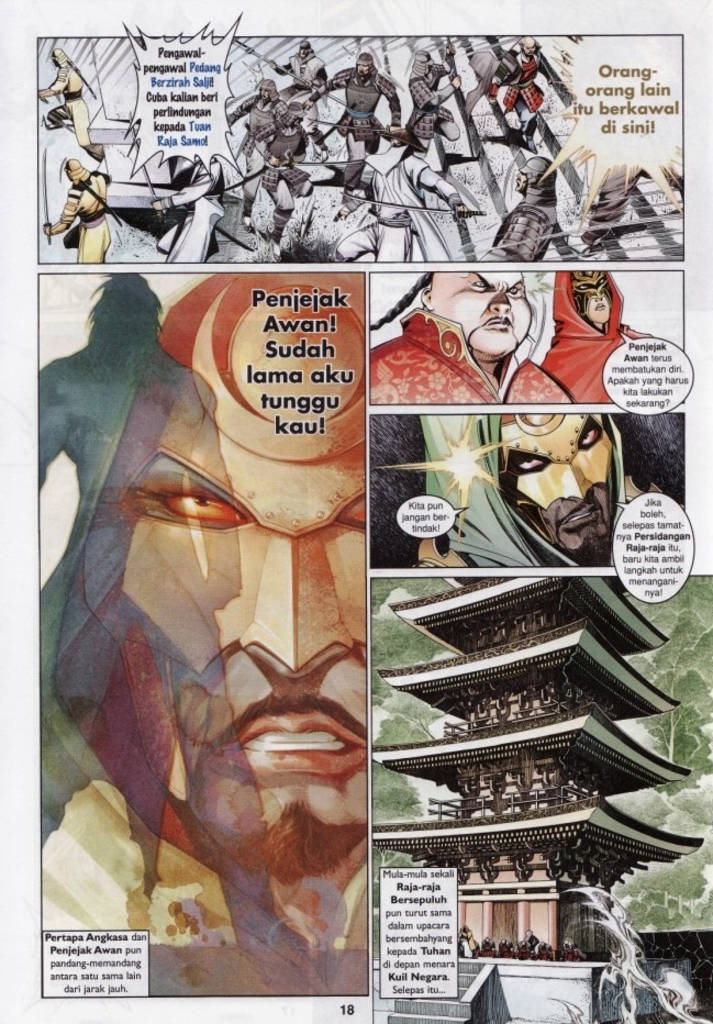 Pengawal-
pengawal Pedang
Berzirah Salji!
Cuba kalian beri
perlindungan
kepada Tuan
Raja Samo!
Orang-
orang lain
itu berkawal
di sini!
Penjejak
Awan!
Sudah
lama aku
tunggu
kau!
Penjejak
Awan terus
membatukan diri.
Apakah yang harus
kita lakukan
sekarang?
Kita pun
jangan ber-
tindak!
Jika
boleh,
selepas tamat-
nya Persidangan
Raja-raja itu,
baru kita ambil
langkah untuk
menangani-
nya!
Pertapa Angkasa dan
Penjejak Awan pun
pandang-memandang
antara satu sama lain
dari jarak jauh.
Mula-mula sekali
Raja-raja
Bersepuluh
pun turut sama
dalam upacara
bersembahyang
kepada Tuhan
di depan menara
Kuil Negara.
Selepas itu...
18